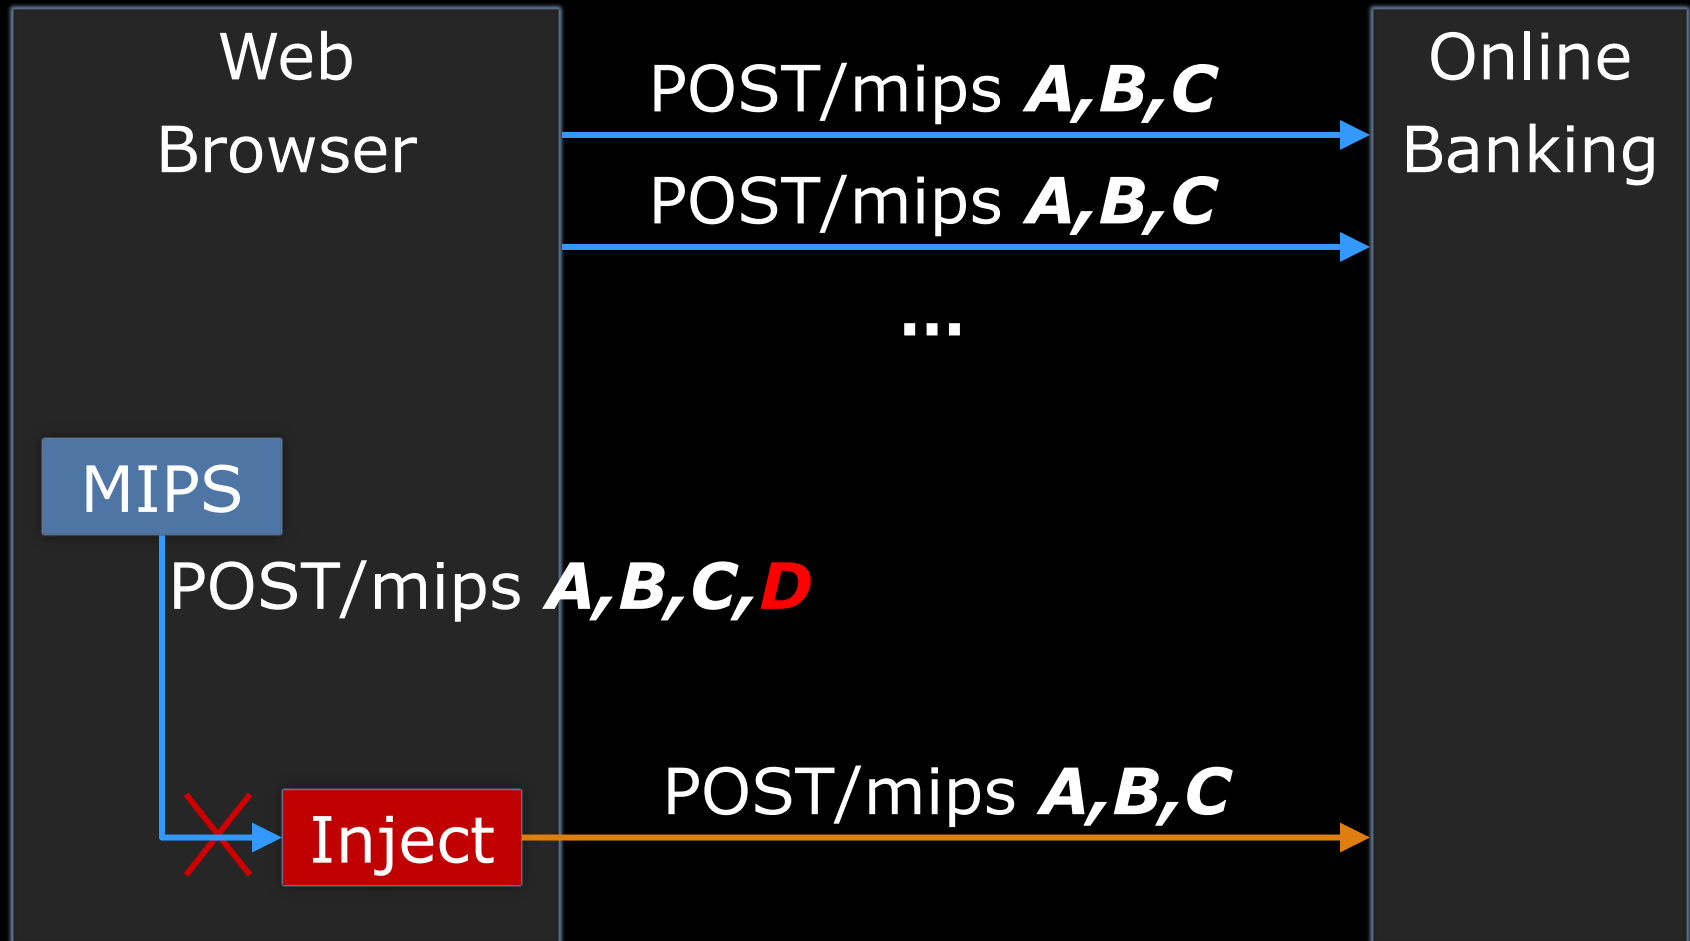 Web
Browser
POST/mips A,B,C
POST/mips A,B,C
...
Online
Banking
MIPS
POST/mips A,B,C,D
Inject
POST/mips A,B,C